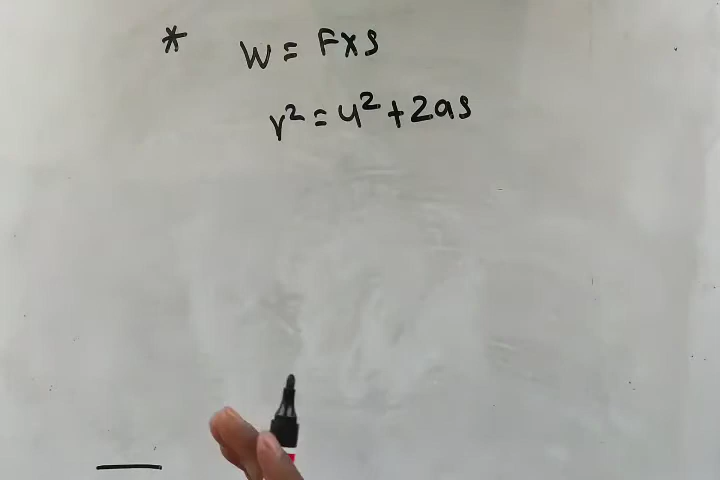 * W = F×s
v² = u² + 2as